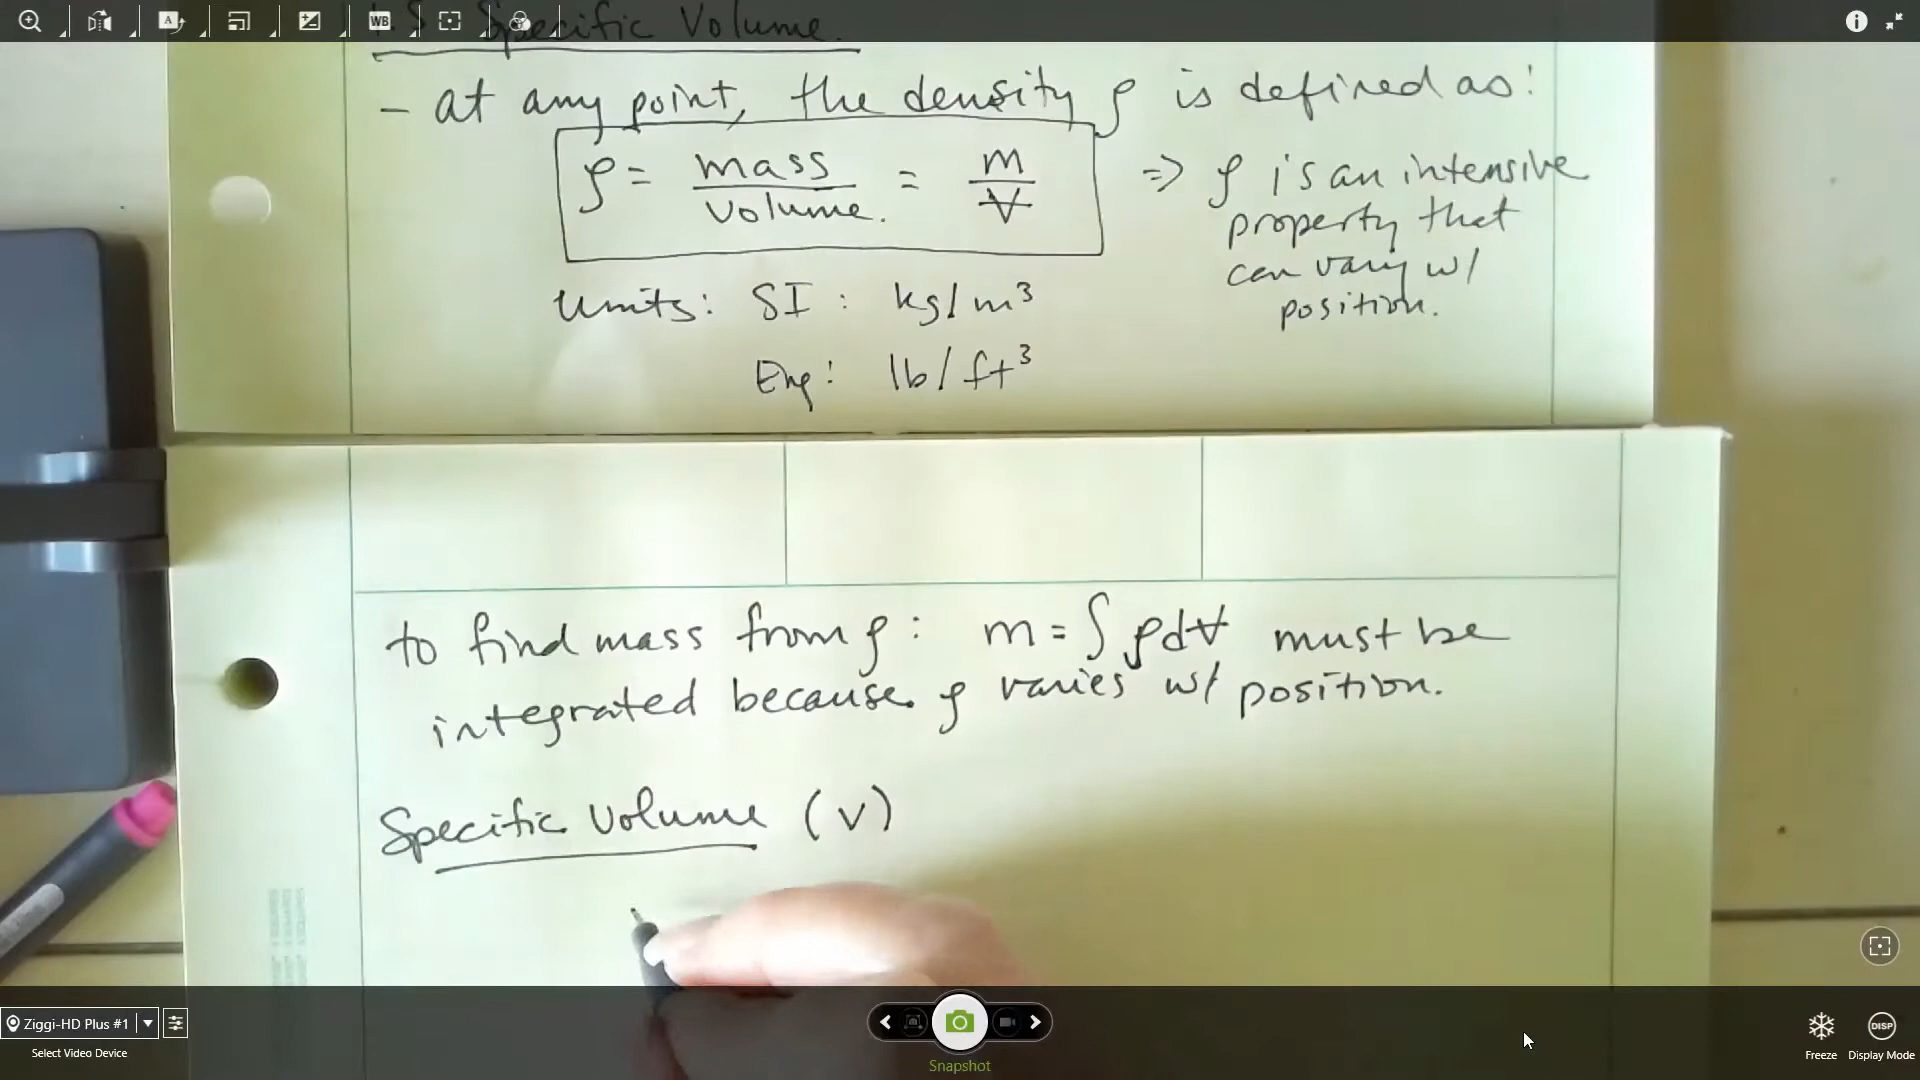 WB
Specific Volume.
- at any point, the density ρ is defined as:
ρ = mass/volume. = m/V
=> ρ is an intensive
property that
can vary w/
position.
Units: SI: kg/m³
Eng: lb/ft³
to find mass from ρ: m = ∫ ρdV must be
integrated because ρ varies w/ position.
Specific Volume (v)
Ziggi-HD Plus #1
Select Video Device
Snapshot
Freeze
DISP
Display Mode